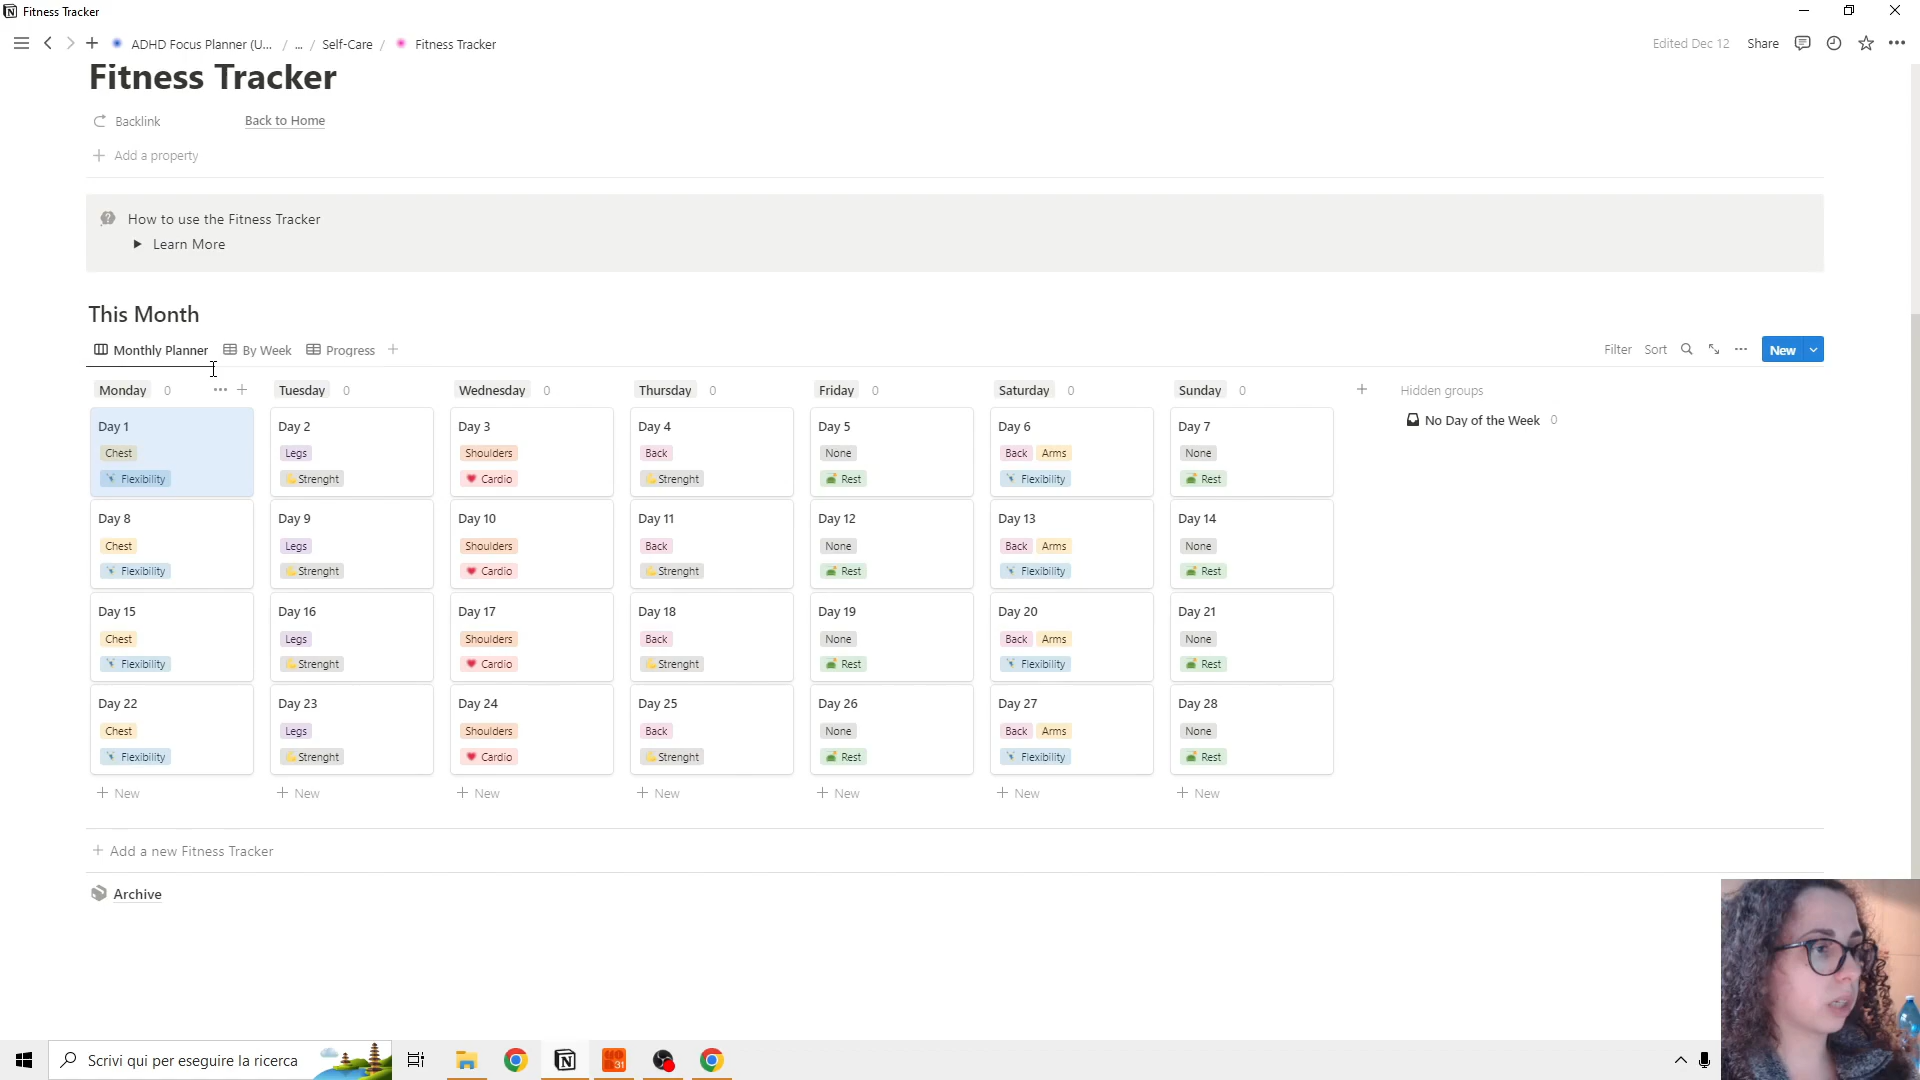 Fitness Tracker
ADHD Focus Planner (U... / ... / Self-Care / Fitness Tracker
Edited Dec 12 Share
Fitness Tracker
Backlink Back to Home
Add a property
How to use the Fitness Tracker
Learn More
This Month
Monthly Planner By Week Progress
Filter Sort New
Monday 0 Tuesday 0 Wednesday 0 Thursday 0 Friday 0 Saturday 0 Sunday 0 Hidden groups
No Day of the Week 0
Day 1 Day 2 Day 3 Day 4 Day 5 Day 6 Day 7
Chest Legs Shoulders Back None Back Arms None
Flexibility Strenght Cardio Strenght Rest Flexibility Rest
Day 8 Day 9 Day 10 Day 11 Day 12 Day 13 Day 14
Chest Legs Shoulders Back None Back Arms None
Flexibility Strenght Cardio Strenght Rest Flexibility Rest
Day 15 Day 16 Day 17 Day 18 Day 19 Day 20 Day 21
Chest Legs Shoulders Back None Back Arms None
Flexibility Strenght Cardio Strenght Rest Flexibility Rest
Day 22 Day 23 Day 24 Day 25 Day 26 Day 27 Day 28
Chest Legs Shoulders Back None Back Arms None
Flexibility Strenght Cardio Strenght Rest Flexibility Rest
New New New New New New New
Add a new Fitness Tracker
Archive
Scrivi qui per eseguire la ricerca
31